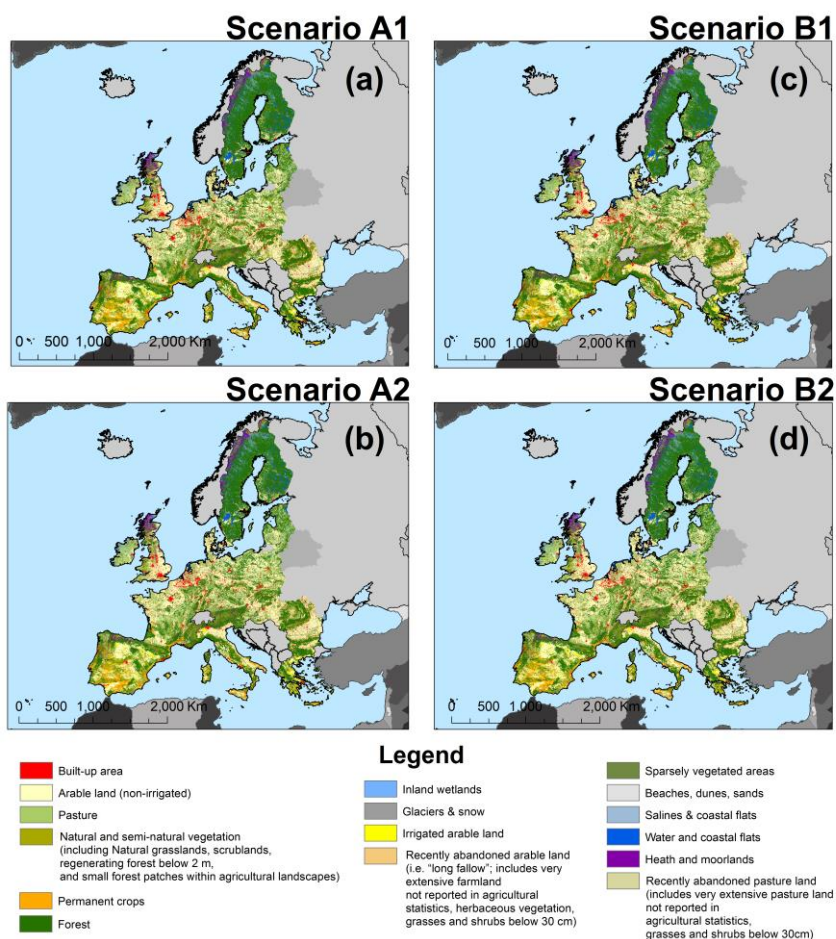 Scenario A1
(a)
0 500 1,000 2,000 Km
Scenario B1
(c)
0 500 1,000 2,000 Km
Scenario A2
(b)
0 500 1,000 2,000 Km
Scenario B2
(d)
0 500 1,000 2,000 Km
Legend
Built-up area
Arable land (non-irrigated)
Pasture
Natural and semi-natural vegetation
(including Natural grasslands, scrublands,
regenerating forest below 2 m,
and small forest patches within agricultural landscapes)
Permanent crops
Forest
Inland wetlands
Glaciers & snow
Irrigated arable land
Recently abandoned arable land
(i.e. “long fallow”; includes very
extensive farmland
not reported in agricultural
statistics, herbaceous vegetation,
grasses and shrubs below 30 cm)
Sparsely vegetated areas
Beaches, dunes, sands
Salines & coastal flats
Water and coastal flats
Heath and moorlands
Recently abandoned pasture land
(includes very extensive pasture land
not reported in
agricultural statistics,
grasses and shrubs below 30cm)